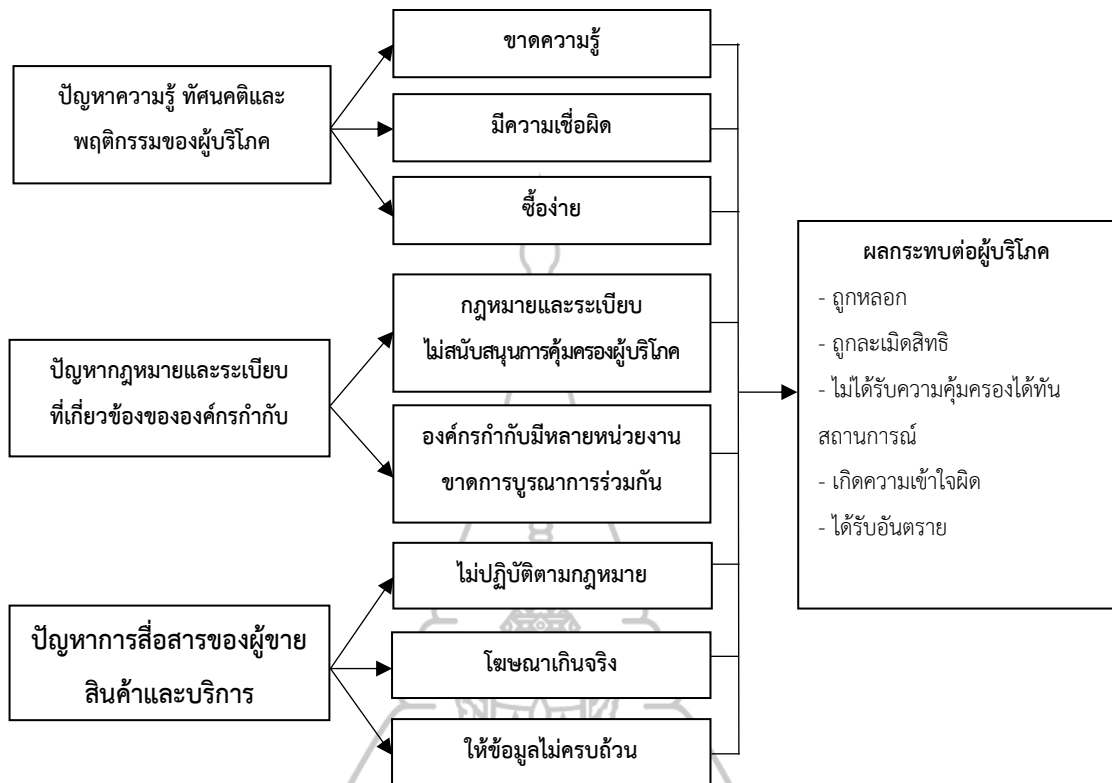 ปัญหาความรู้ ทัศนคติและ
พฤติกรรมของผู้บริโภค
ขาดความรู้
มีความเชื่อผิด
ซื้อง่าย
ปัญหากฎหมายและระเบียบ
ที่เกี่ยวข้องขององค์กรกำกับ
กฎหมายและระเบียบ
ไม่สนับสนุนการคุ้มครองผู้บริโภค
องค์กรกำกับมีหลายหน่วยงาน
ขาดการบูรณาการร่วมกัน
ปัญหาการสื่อสารของผู้ขาย
สินค้าและบริการ
ไม่ปฏิบัติตามกฎหมาย
โฆษณาเกินจริง
ให้ข้อมูลไม่ครบถ้วน
ผลกระทบต่อผู้บริโภค
- ถูกหลอก
- ถูกละเมิดสิทธิ
- ไม่ได้รับความคุ้มครองได้ทัน
สถานการณ์
- เกิดความเข้าใจผิด
- ได้รับอันตราย